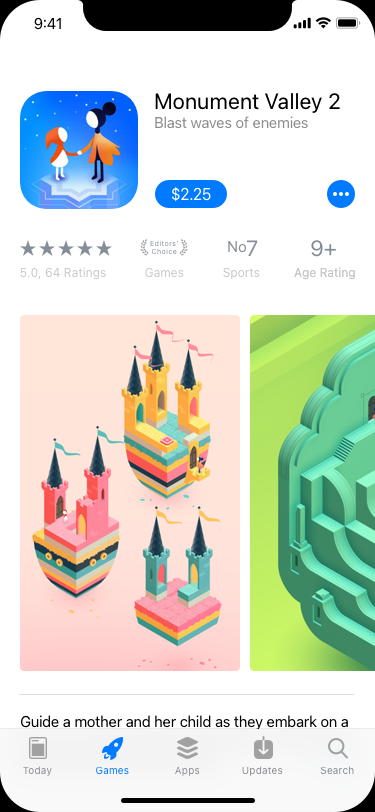 9:41
Monument Valley 2
Blast waves of enemies
$2.25
Editors'
Choice
No7
9+
5.0, 64 Ratings
Games
Sports
Age Rating
Guide a mother and her child as they embark on a
Today
Games
Apps
Updates
Search